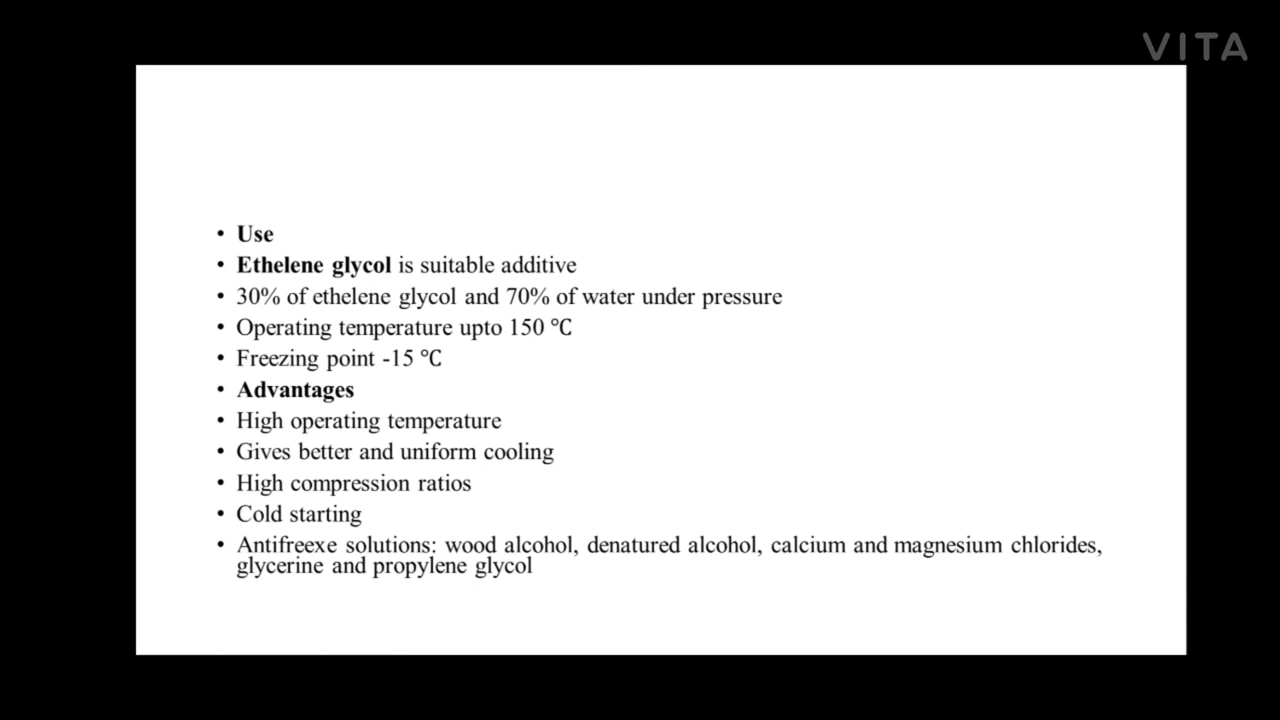 VITA
• Use
• Ethelene glycol is suitable additive
• 30% of ethelene glycol and 70% of water under pressure
• Operating temperature upto 150 ℃
• Freezing point -15 ℃
• Advantages
• High operating temperature
• Gives better and uniform cooling
• High compression ratios
• Cold starting
• Antifreexe solutions: wood alcohol, denatured alcohol, calcium and magnesium chlorides,
glycerine and propylene glycol